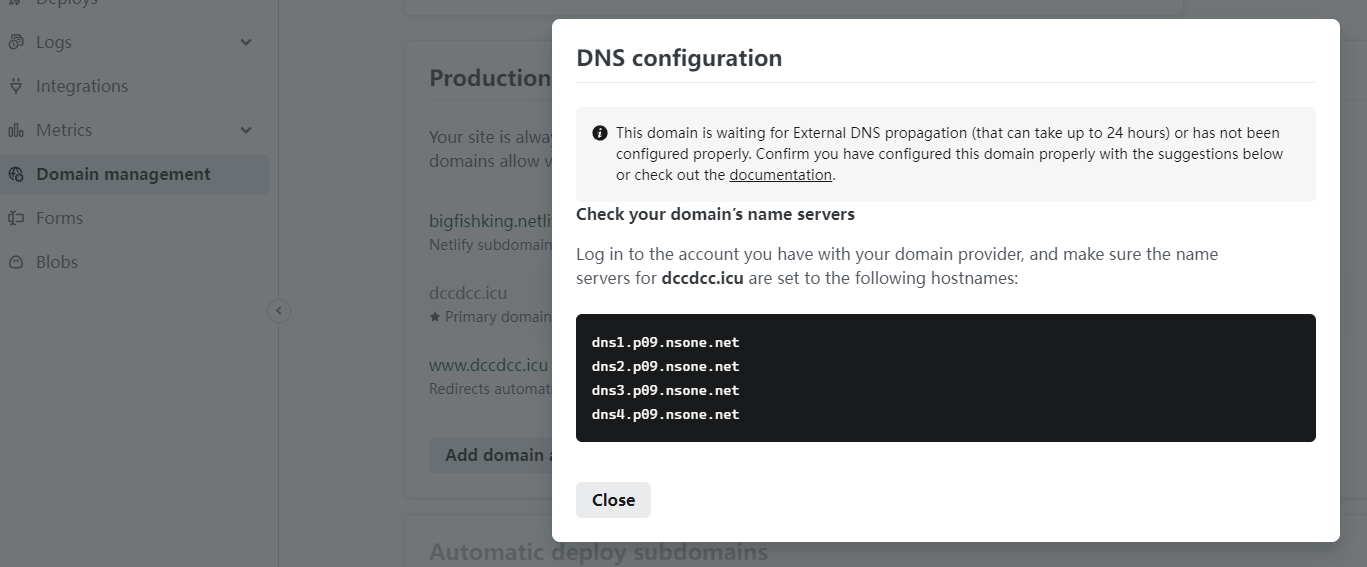 Deploys
Logs
Integrations
Metrics
Domain management
Forms
Blobs
Production
Your site is alway
domains allow v
bigfishking.netli
Netlify subdomain
dccdcc.icu
Primary domain
www.dccdcc.icu
Redirects automat
Add domain a
Automatic deploy subdomains
DNS configuration
This domain is waiting for External DNS propagation (that can take up to 24 hours) or has not been
configured properly. Confirm you have configured this domain properly with the suggestions below
or check out the documentation.
Check your domain’s name servers
Log in to the account you have with your domain provider, and make sure the name
servers for dccdcc.icu are set to the following hostnames:
dns1.p09.nsone.net
dns2.p09.nsone.net
dns3.p09.nsone.net
dns4.p09.nsone.net
Close